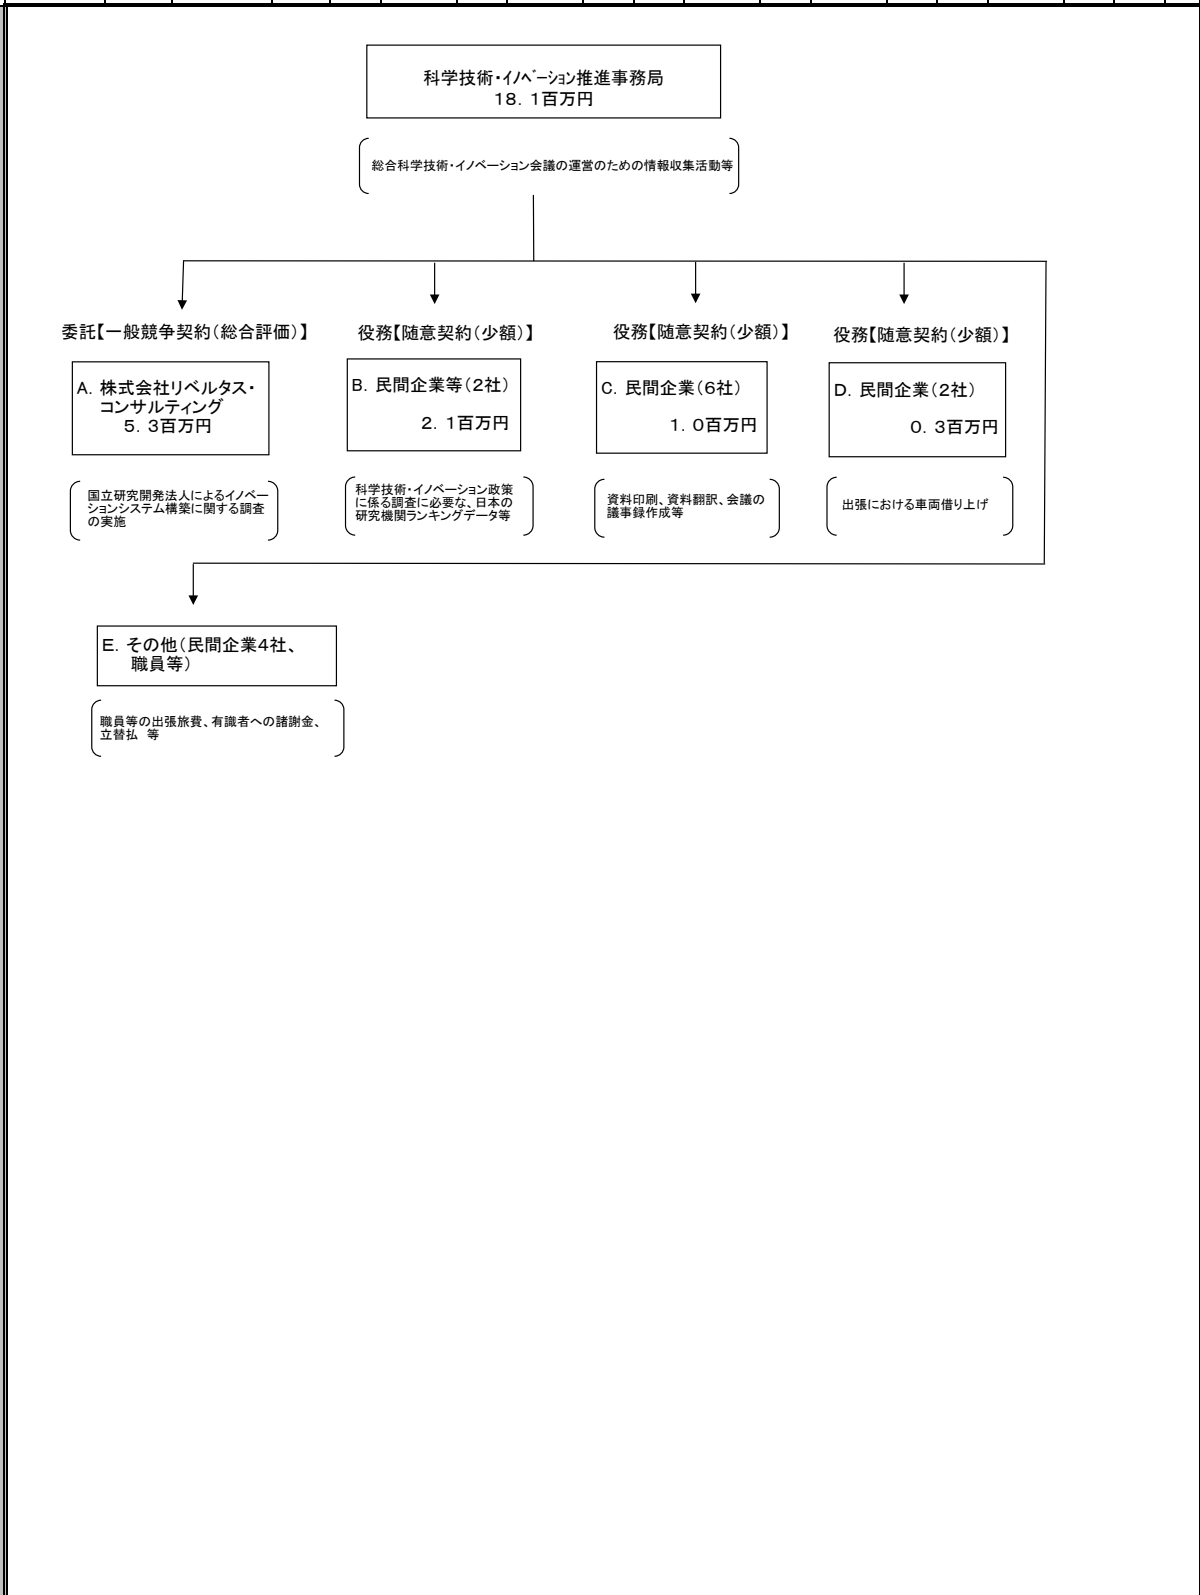 科学技術・ｲﾉﾍﾞｰｼｮﾝ推進事務局
１８．１百万円
総合科学技術・イノベーション会議の運営のための情報収集活動等
委託【一般競争契約（総合評価）】
A．株式会社リベルタス・
コンサルティング
５．３百万円
国立研究開発法人によるイノベー
ションシステム構築に関する調査
の実施
役務【随意契約（少額）】
B．民間企業等（２社）
２．１百万円
科学技術・イノベーション政策
に係る調査に必要な、日本の
研究機関ランキングデータ等
役務【随意契約（少額）】
C．民間企業（６社）
１．０百万円
資料印刷、資料翻訳、会議の
議事録作成等
役務【随意契約（少額）】
D．民間企業（２社）
０．３百万円
出張における車両借り上げ
E．その他（民間企業４社、
職員等）
職員等の出張旅費、有識者への諸謝金、
立替払　等